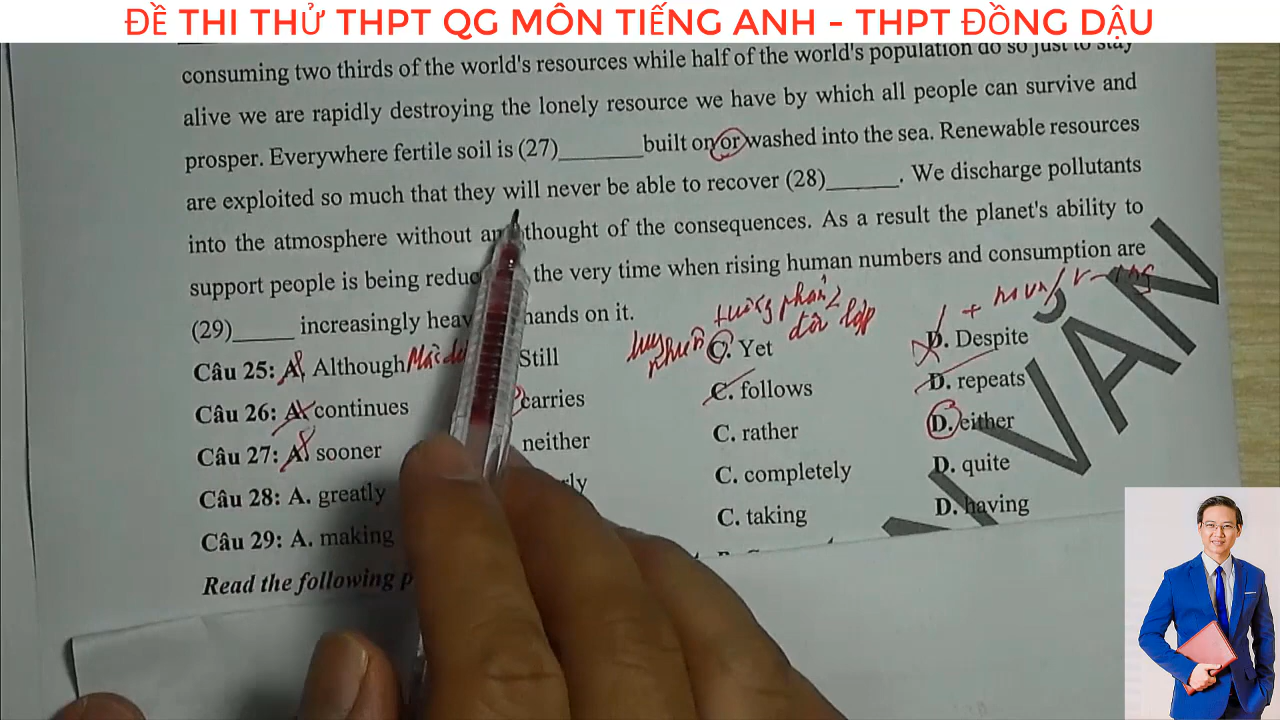 ĐỀ THI THỬ THPT QG MÔN TIẾNG ANH - THPT ĐỒNG DẬU
consuming two thirds of the world's resources while half of the world's population do so just to stay
alive we are rapidly destroying the lonely resource we have by which all people can survive and
prosper. Everywhere fertile soil is (27)_______ built on or washed into the sea. Renewable resources
are exploited so much that they will never be able to recover (28)______. We discharge pollutants
into the atmosphere without thought of the consequences. As a result the planet's ability to
support people is being the very time when rising human numbers and consumption are
(29)_____ increasingly hands on it.
tương phản
đối lập
Câu 25: A. Although Mặc Still C. Yet D. Despite
Câu 26: A. continues carries C. follows D. repeats
Câu 27: A. sooner neither C. rather D. either
Câu 28: A. greatly C. completely D. quite
Câu 29: A. making C. taking D. having
Read the following
VĂN